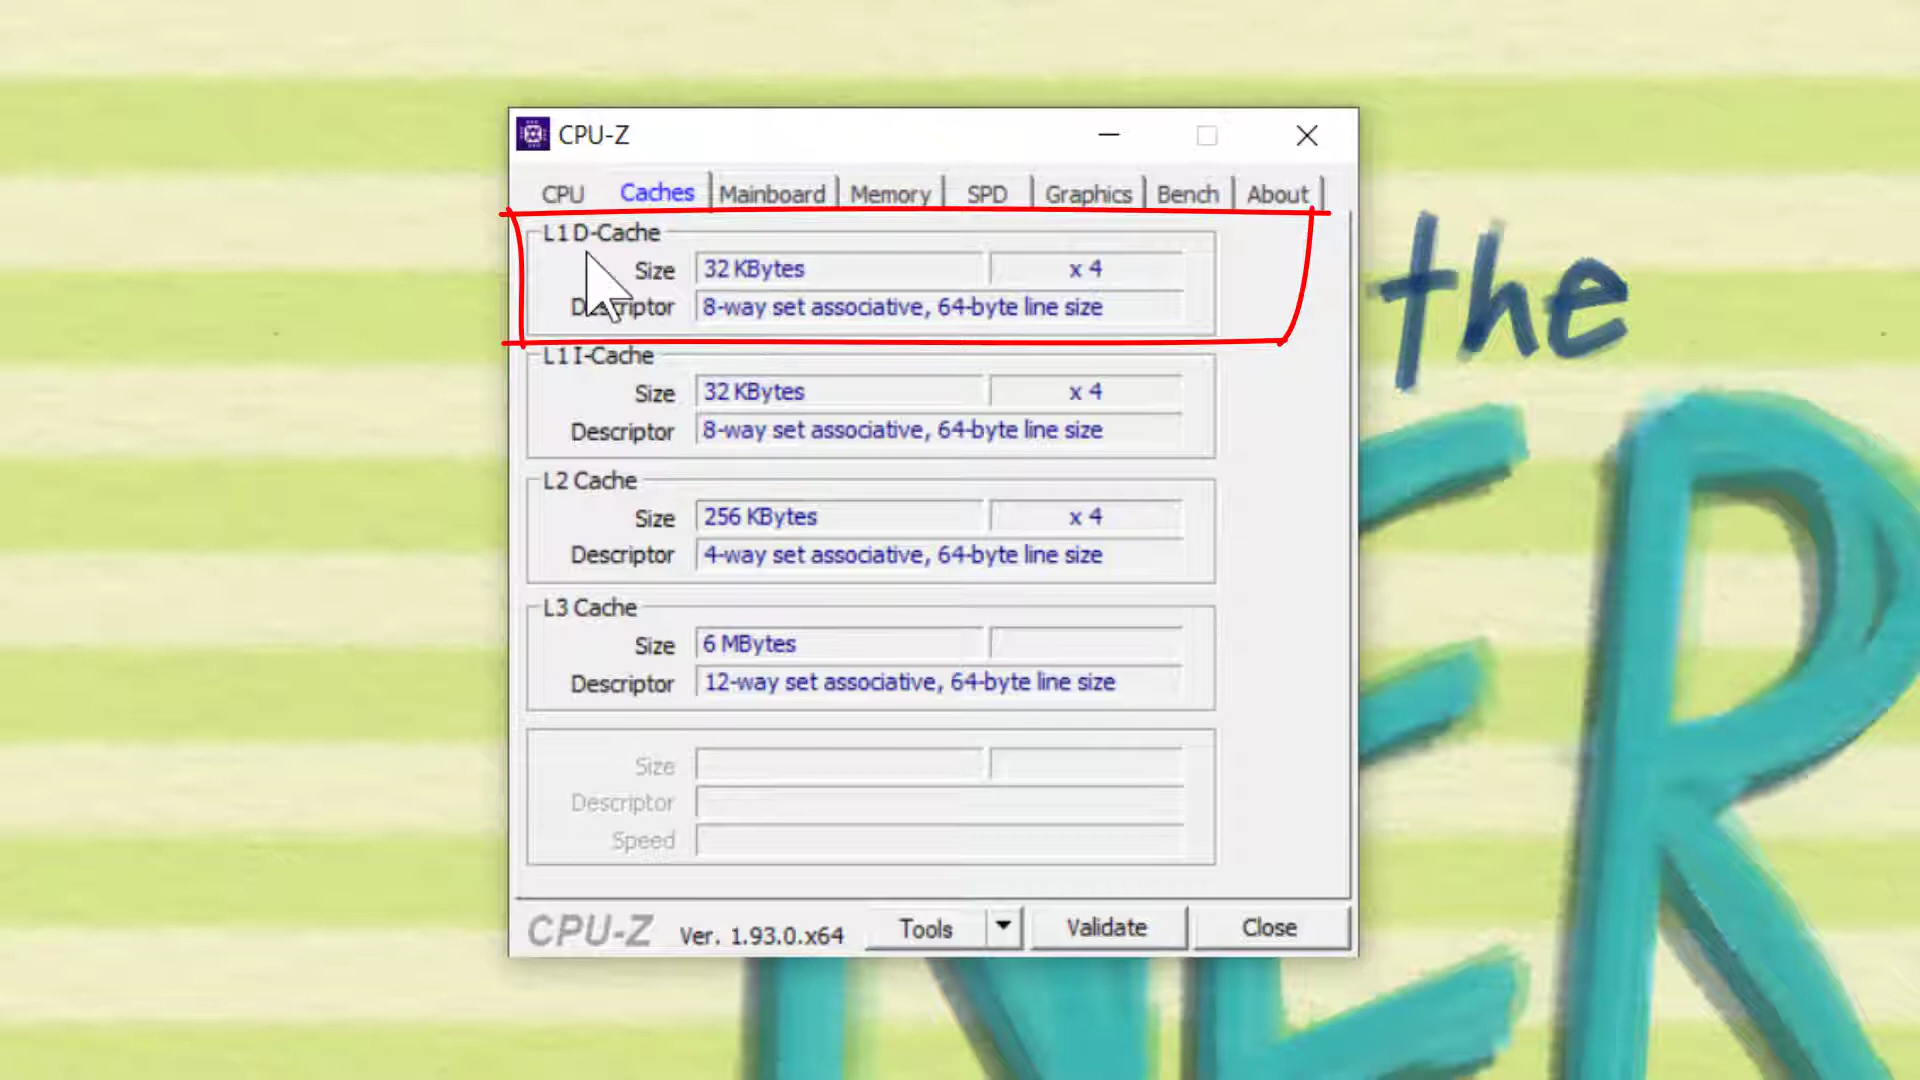 CPU-Z
CPU Caches Mainboard Memory SPD Graphics Bench About
L1 D-Cache
Size 32 KBytes x 4
Descriptor 8-way set associative, 64-byte line size
L1 I-Cache
Size 32 KBytes x 4
Descriptor 8-way set associative, 64-byte line size
L2 Cache
Size 256 KBytes x 4
Descriptor 4-way set associative, 64-byte line size
L3 Cache
Size 6 MBytes
Descriptor 12-way set associative, 64-byte line size
Size
Descriptor
Speed
CPU-Z Ver. 1.93.0.x64 Tools Validate Close
the